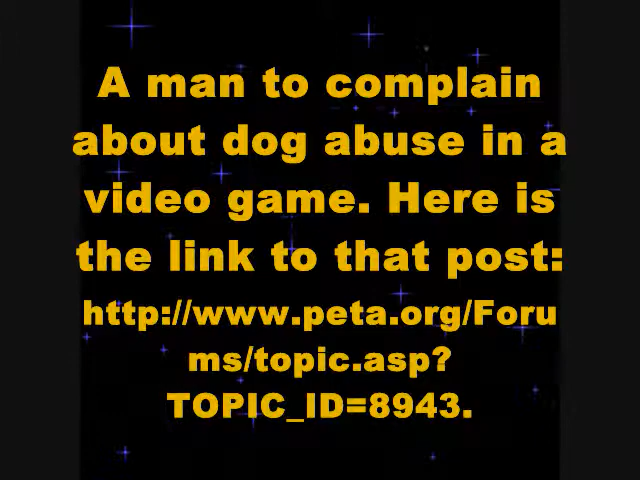 A man to complain
about dog abuse in a
video game. Here is
the link to that post:
http://www.peta.org/Foru
ms/topic.asp?
TOPIC_ID=8943.